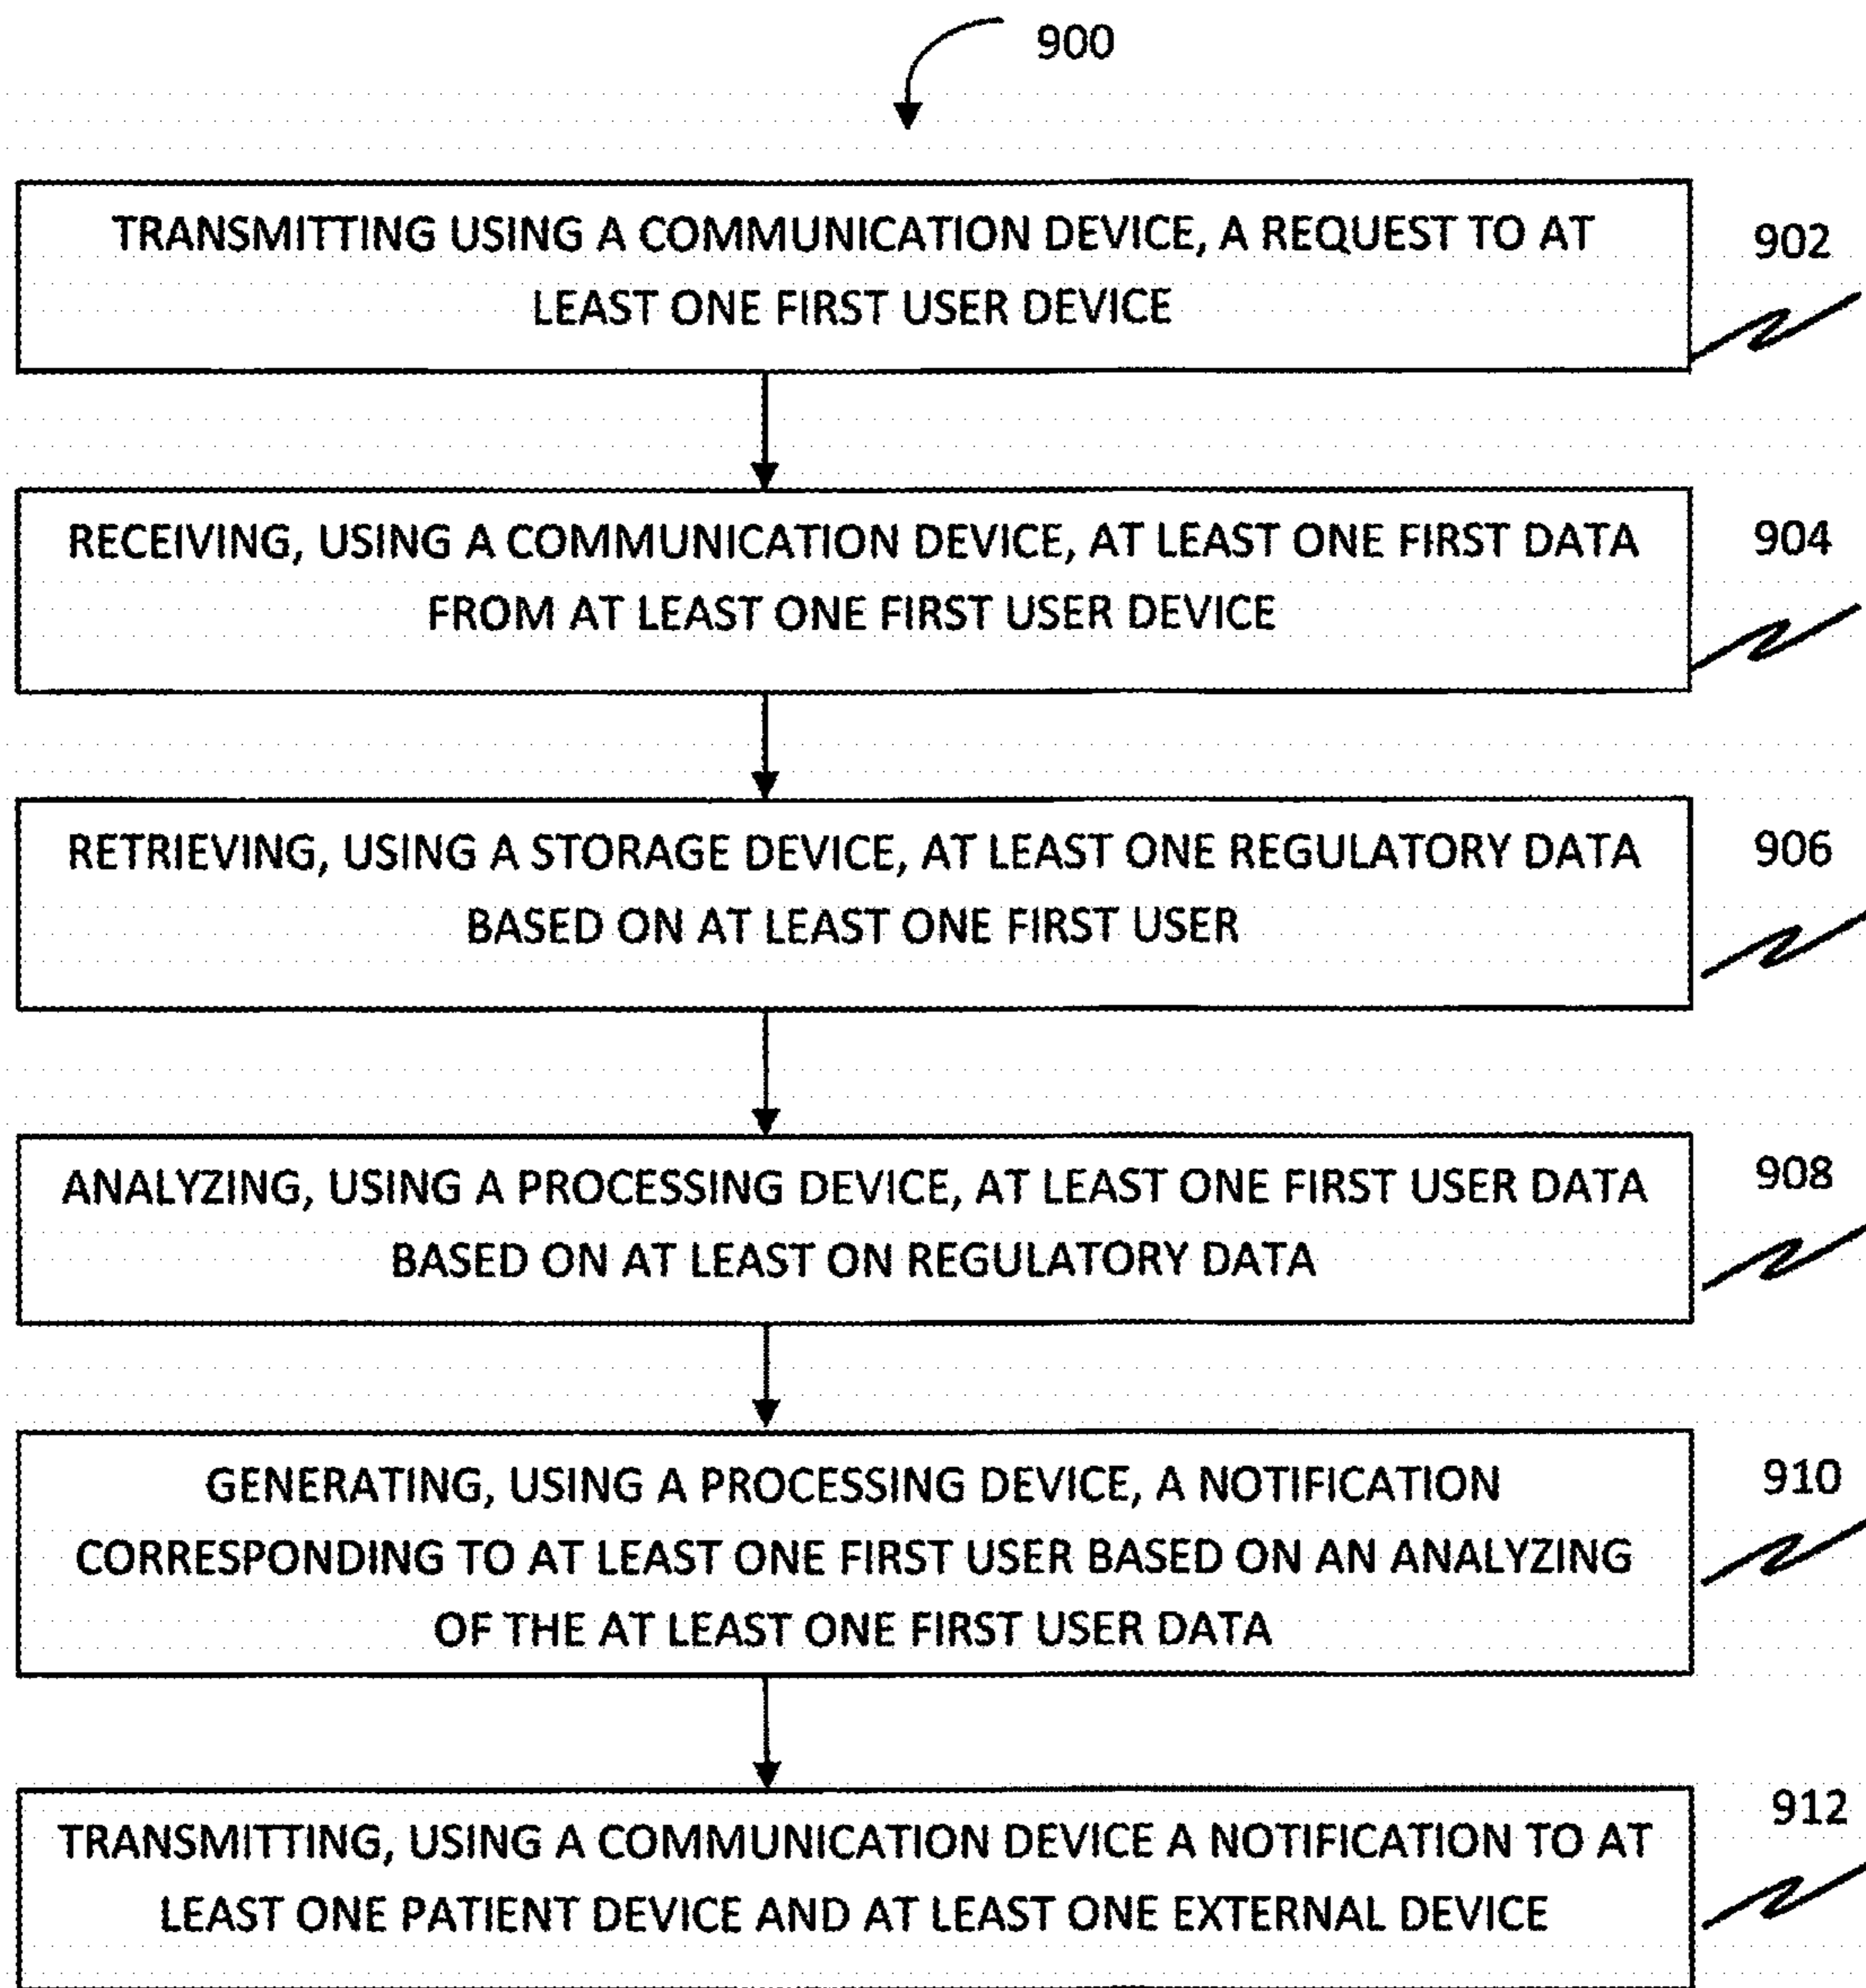 900
TRANSMITTING USING A COMMUNICATION DEVICE, A REQUEST TO AT
LEAST ONE FIRST USER DEVICE
902
RECEIVING, USING A COMMUNICATION DEVICE, AT LEAST ONE FIRST DATA
FROM AT LEAST ONE FIRST USER DEVICE
904
RETRIEVING, USING A STORAGE DEVICE, AT LEAST ONE REGULATORY DATA
BASED ON AT LEAST ONE FIRST USER
906
ANALYZING, USING A PROCESSING DEVICE, AT LEAST ONE FIRST USER DATA
BASED ON AT LEAST ON REGULATORY DATA
908
GENERATING, USING A PROCESSING DEVICE, A NOTIFICATION
CORRESPONDING TO AT LEAST ONE FIRST USER BASED ON AN ANALYZING
OF THE AT LEAST ONE FIRST USER DATA
910
TRANSMITTING, USING A COMMUNICATION DEVICE A NOTIFICATION TO AT
LEAST ONE PATIENT DEVICE AND AT LEAST ONE EXTERNAL DEVICE
912